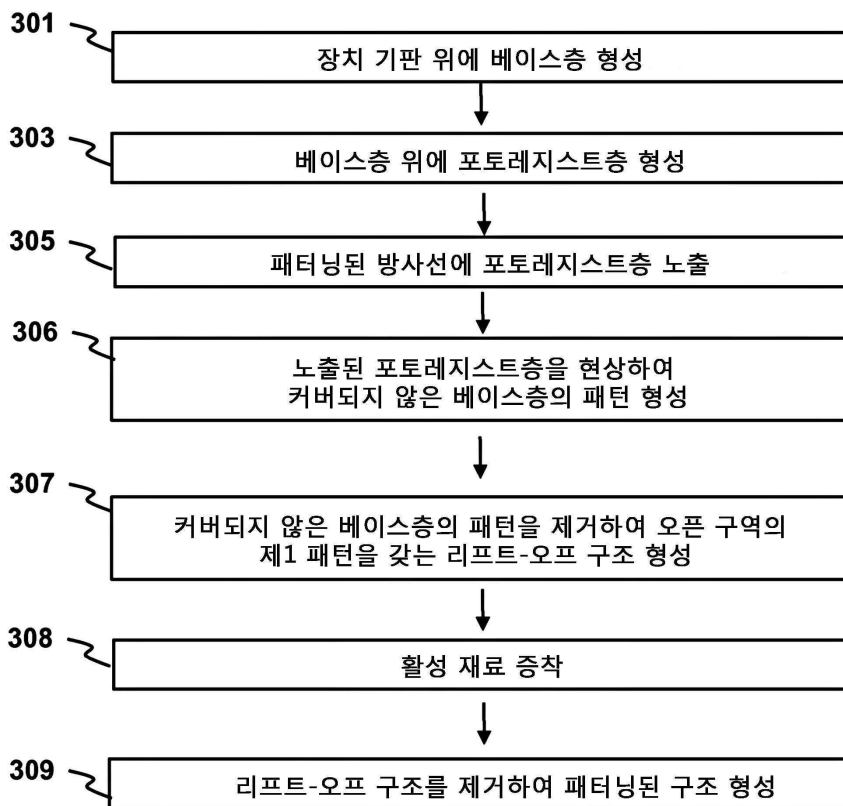 301
장치 기판 위에 베이스층 형성
303
베이스층 위에 포토레지스트층 형성
305
패터닝된 방사선에 포토레지스트층 노출
306
노출된 포토레지스트층을 현상하여
커버되지 않은 베이스층의 패턴 형성
307
커버되지 않은 베이스층의 패턴을 제거하여 오픈 구역의
제1 패턴을 갖는 리프트-오프 구조 형성
308
활성 재료 증착
309
리프트-오프 구조를 제거하여 패터닝된 구조 형성